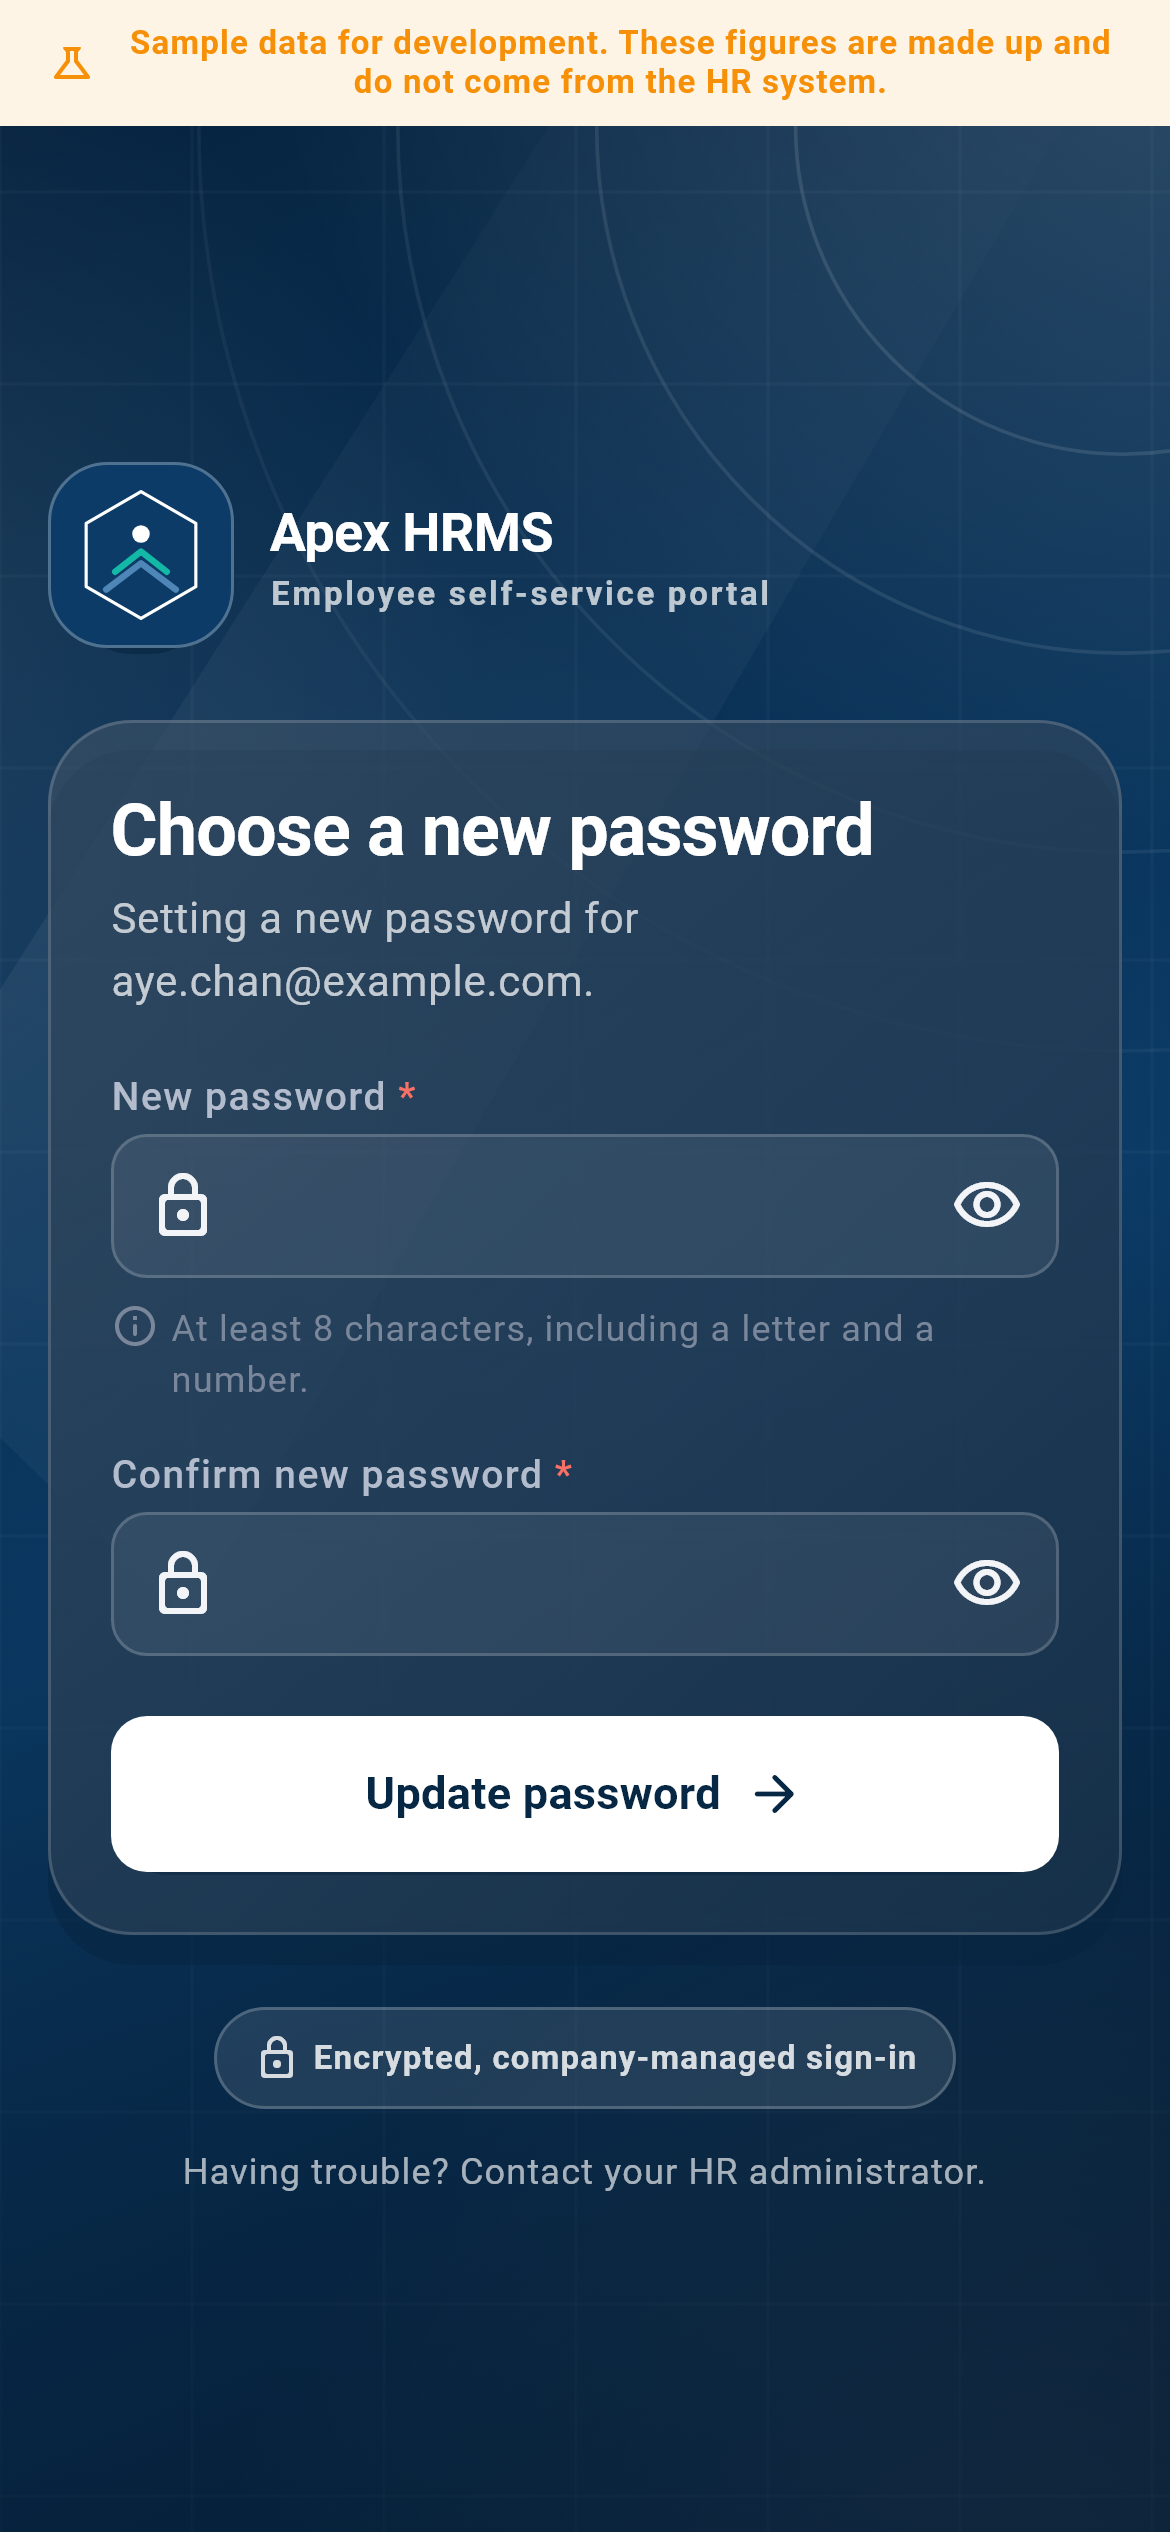 Sample data for development. These figures are made up and
do not come from the HR system.
Apex HRMS
Employee self-service portal
Choose a new password
Setting a new password for
aye.chan@example.com.
New password *
At least 8 characters, including a letter and a
number.
Confirm new password *
Update password
Encrypted, company-managed sign-in
Having trouble? Contact your HR administrator.